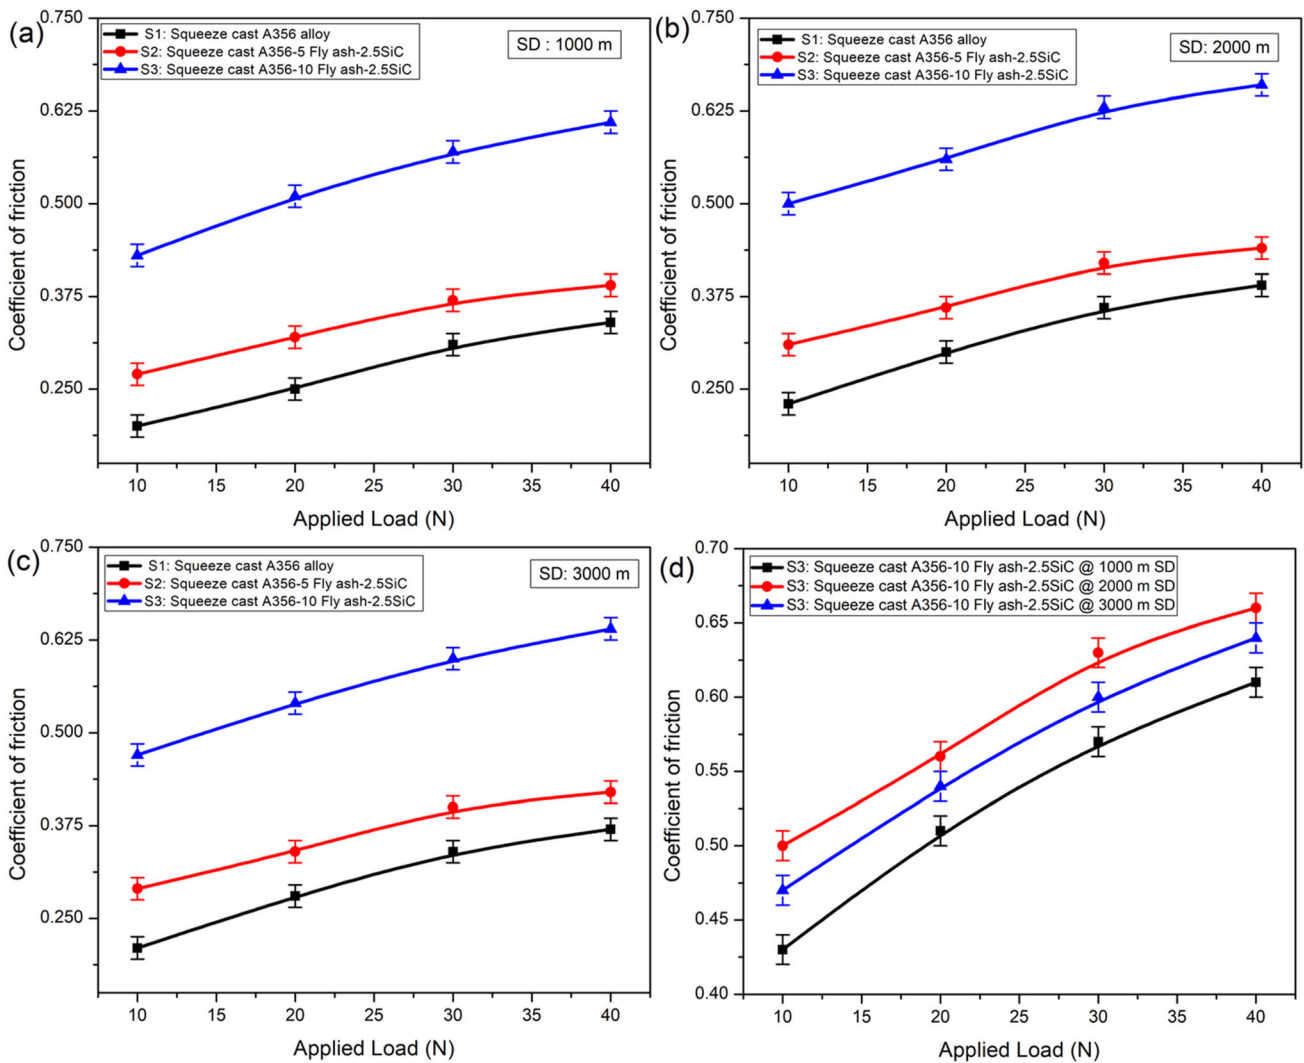 (a)
S1: Squeeze cast A356 alloy
S2: Squeeze cast A356-5 Fly ash-2.5SiC
S3: Squeeze cast A356-10 Fly ash-2.5SiC
SD : 1000 m
0.750
0.625
0.500
0.375
0.250
Coefficient of friction
10 15 20 25 30 35 40
Applied Load (N)
(b)
S1: Squeeze cast A356 alloy
S2: Squeeze cast A356-5 Fly ash-2.5SiC
S3: Squeeze cast A356-10 Fly ash-2.5SiC
SD: 2000 m
0.750
0.625
0.500
0.375
0.250
Coefficient of friction
10 15 20 25 30 35 40
Applied Load (N)
(c)
S1: Squeeze cast A356 alloy
S2: Squeeze cast A356-5 Fly ash-2.5SiC
S3: Squeeze cast A356-10 Fly ash-2.5SiC
SD: 3000 m
0.750
0.625
0.500
0.375
0.250
Coefficient of friction
10 15 20 25 30 35 40
Applied Load (N)
(d)
S3: Squeeze cast A356-10 Fly ash-2.5SiC @ 1000 m SD
S3: Squeeze cast A356-10 Fly ash-2.5SiC @ 2000 m SD
S3: Squeeze cast A356-10 Fly ash-2.5SiC @ 3000 m SD
0.70
0.65
0.60
0.55
0.50
0.45
0.40
Coefficient of friction
10 15 20 25 30 35 40
Applied Load (N)